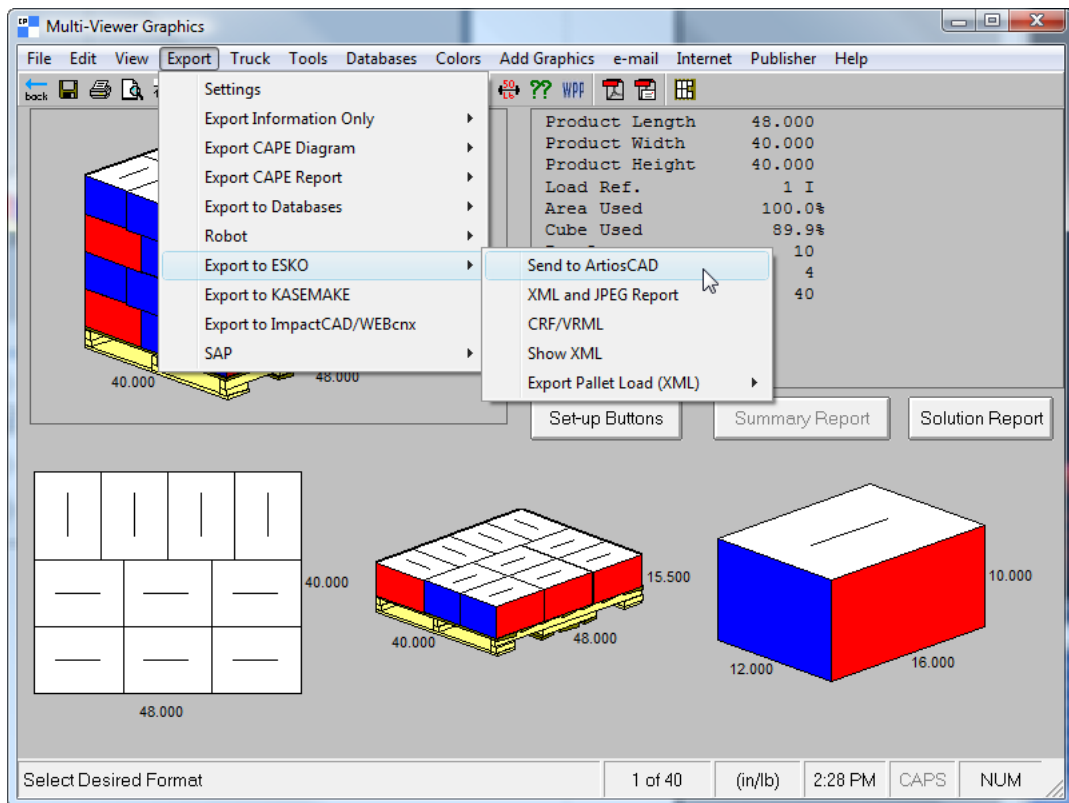 CP Multi-Viewer Graphics
File Edit View Export Truck Tools Databases Colors Add Graphics e-mail Internet Publisher Help
back 50 L6 ?? WPP
Settings
Export Information Only
Export CAPE Diagram
Export CAPE Report
Export to Databases
Robot
Export to ESKO
Export to KASEMAKE
Export to ImpactCAD/WEBcnx
SAP
Send to ArtiosCAD
XML and JPEG Report
CRF/VRML
Show XML
Export Pallet Load (XML)
Product Length 48.000
Product Width 40.000
Product Height 40.000
Load Ref. 1 I
Area Used 100.0%
Cube Used 89.9%
10
4
40
40.000 48.000
Set-up Buttons Summary Report Solution Report
40.000
48.000
15.500
40.000 48.000
10.000
12.000 16.000
Select Desired Format 1 of 40 (in/lb) 2:28 PM CAPS NUM